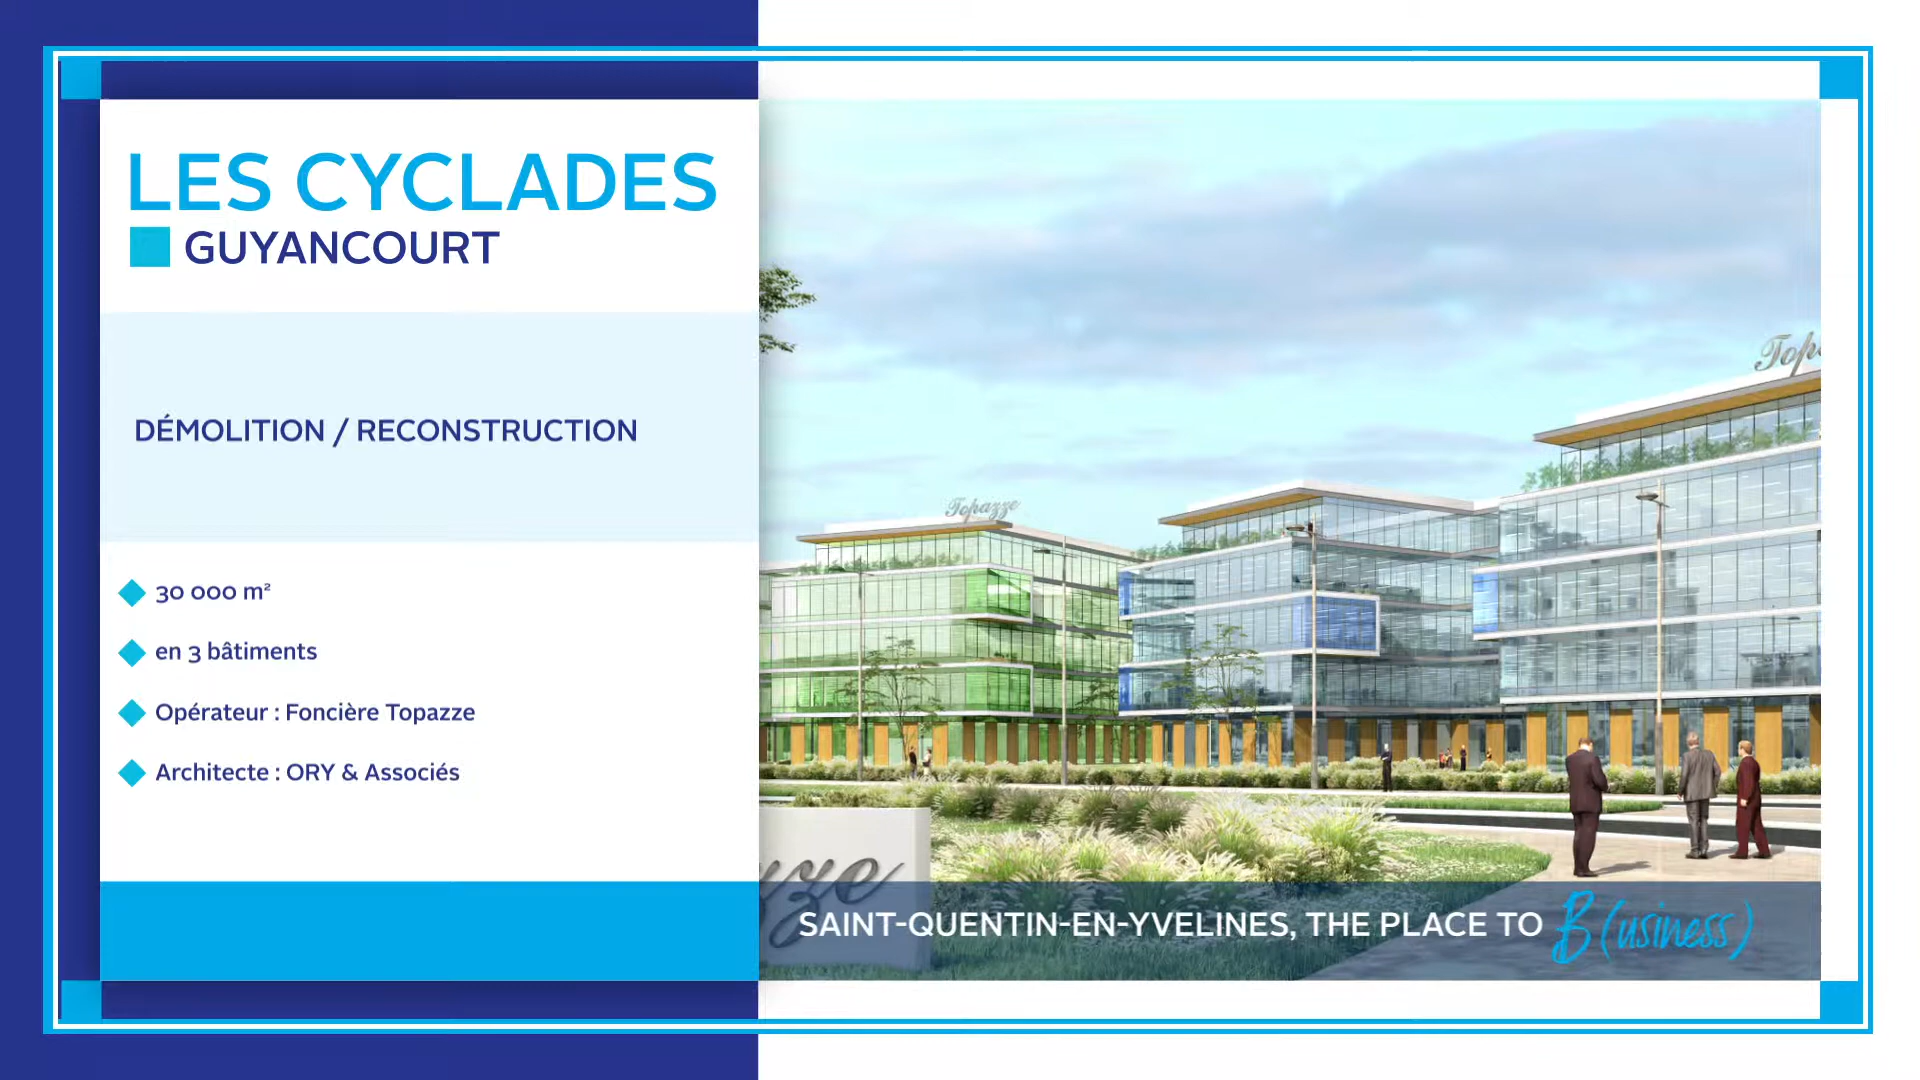 LES CYCLADES
GUYANCOURT
DÉMOLITION / RECONSTRUCTION
30 000 m²
en 3 bâtiments
Opérateur : Foncière Topazze
Architecte : ORY & Associés
Topazze
SAINT-QUENTIN-EN-YVELINES, THE PLACE TO B(usiness)